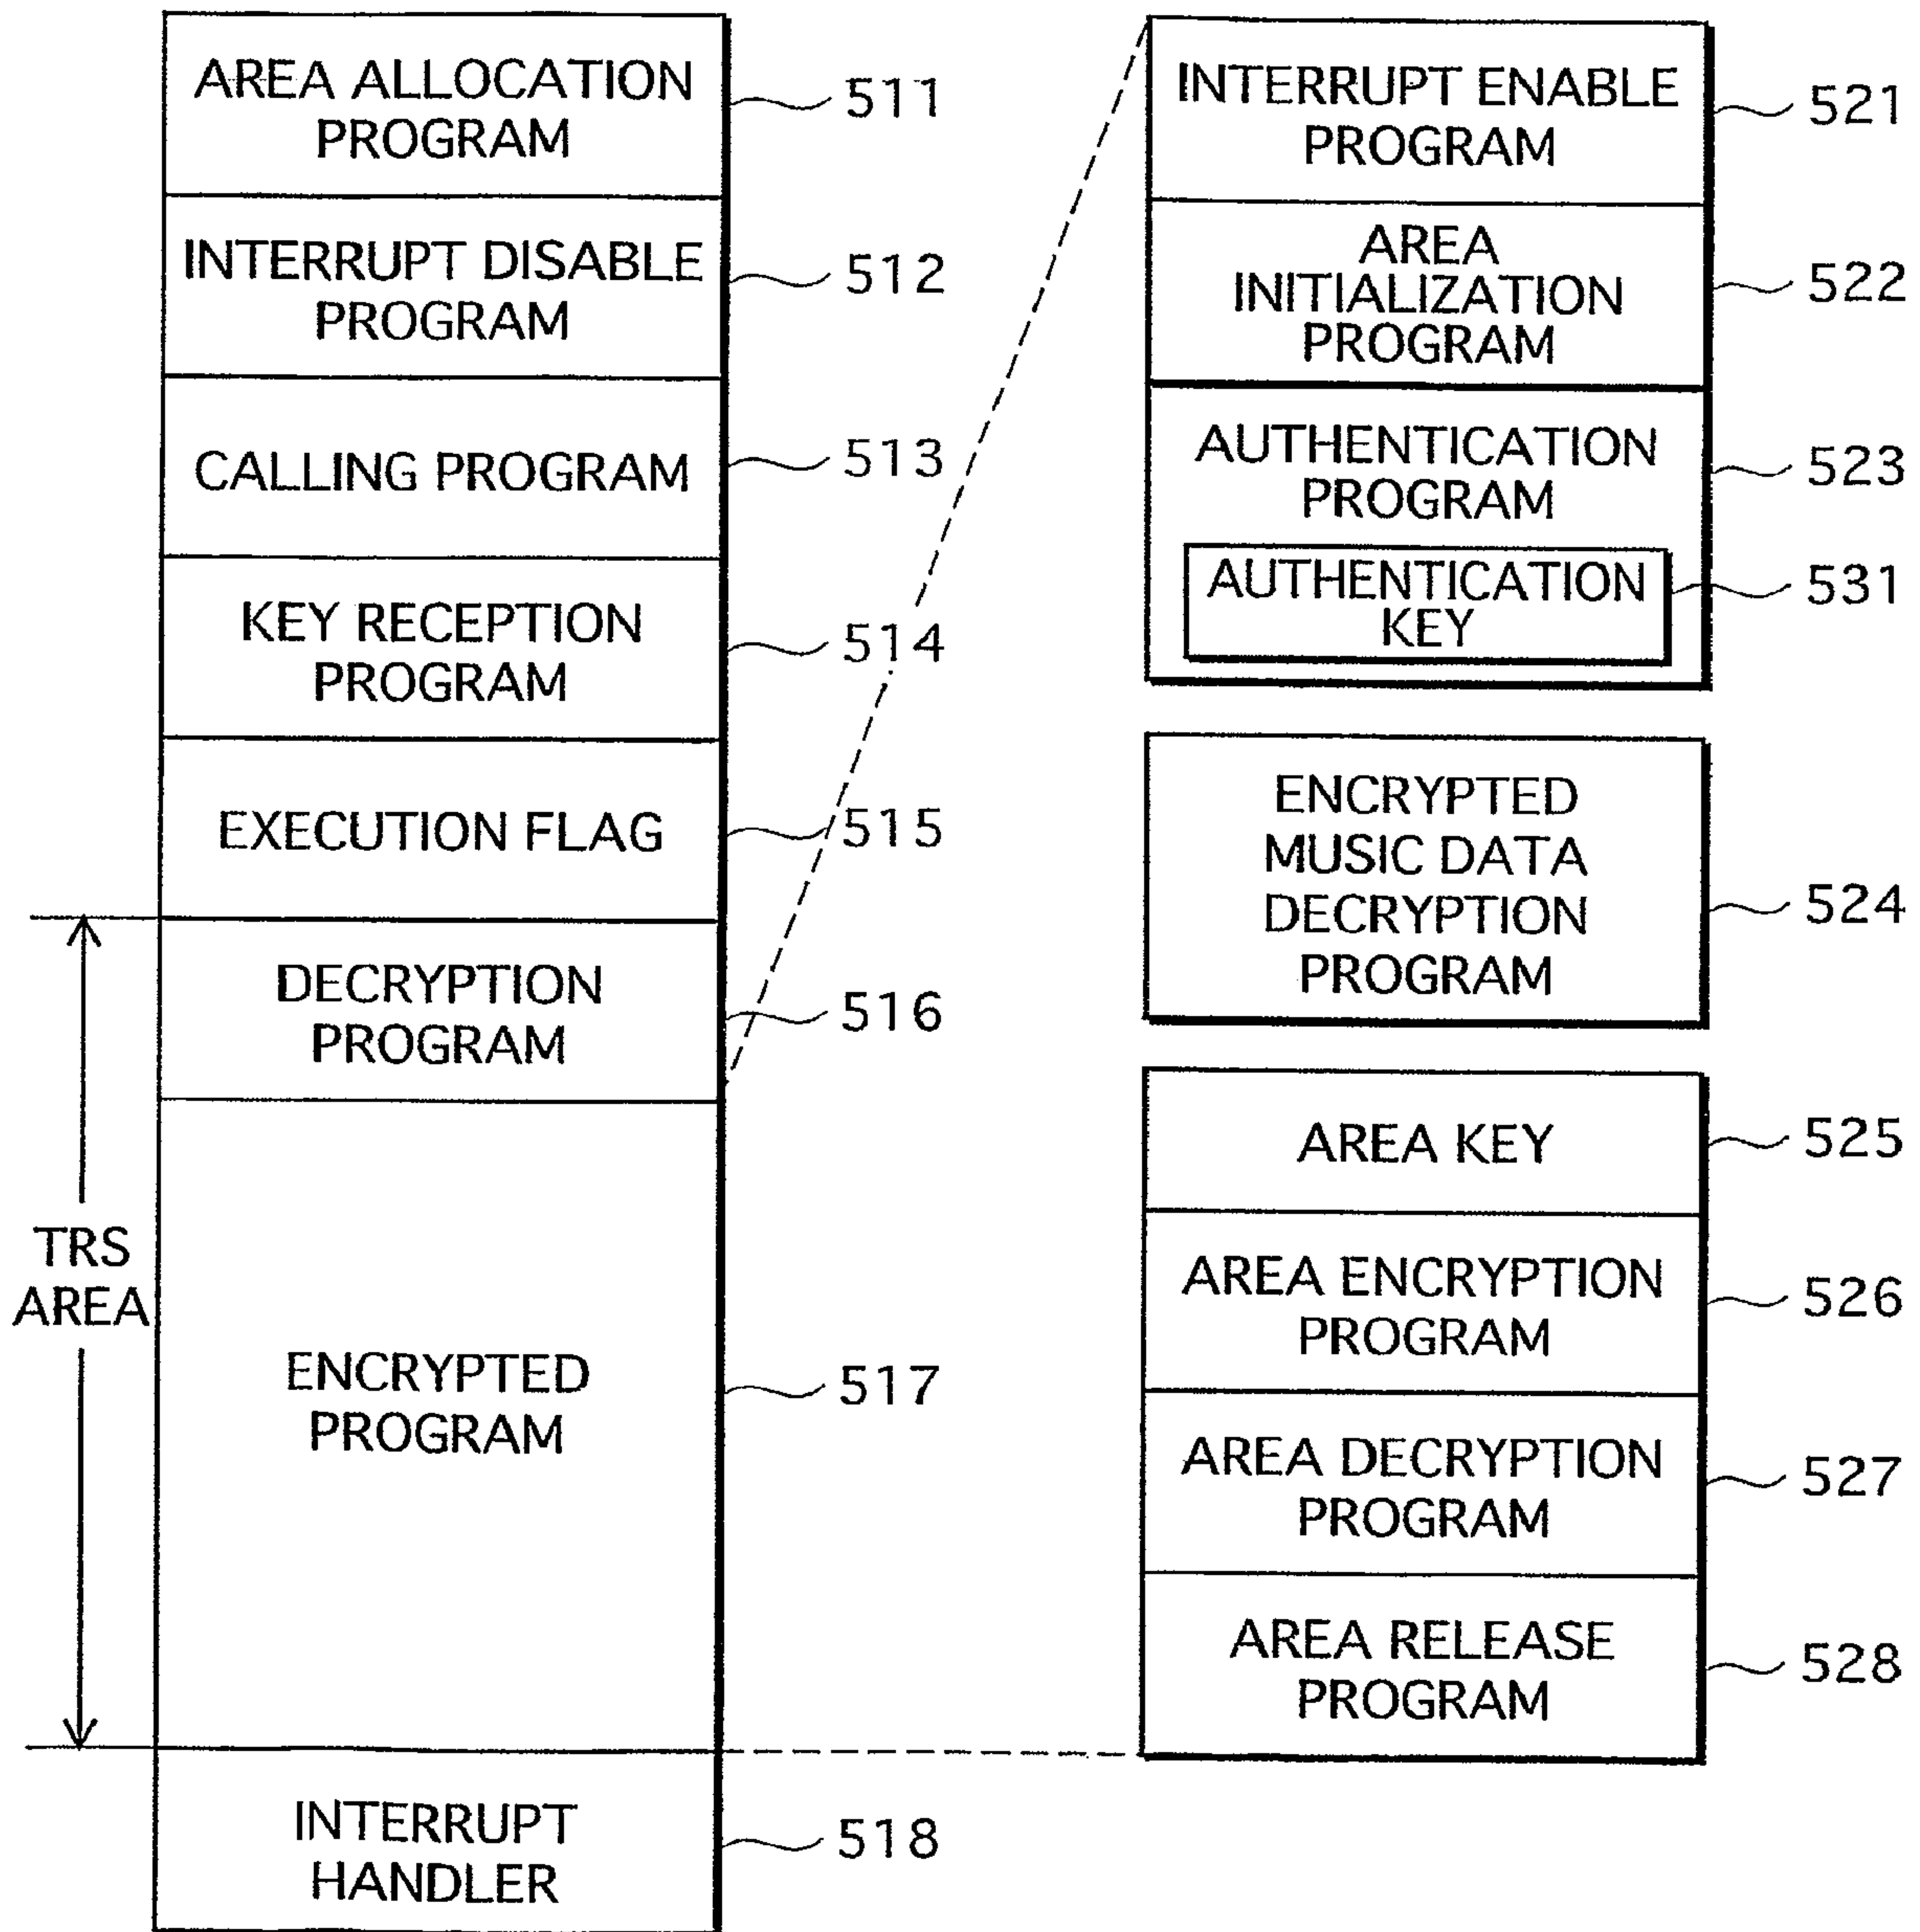 AREA ALLOCATION
PROGRAM
511
INTERRUPT DISABLE
PROGRAM
512
CALLING PROGRAM
513
KEY RECEPTION
PROGRAM
514
EXECUTION FLAG
515
DECRYPTION
PROGRAM
516
TRS
AREA
ENCRYPTED
PROGRAM
517
INTERRUPT
HANDLER
518
INTERRUPT ENABLE
PROGRAM
521
AREA
INITIALIZATION
PROGRAM
522
AUTHENTICATION
PROGRAM
523
AUTHENTICATION
KEY
531
ENCRYPTED
MUSIC DATA
DECRYPTION
PROGRAM
524
AREA KEY
525
AREA ENCRYPTION
PROGRAM
526
AREA DECRYPTION
PROGRAM
527
AREA RELEASE
PROGRAM
528